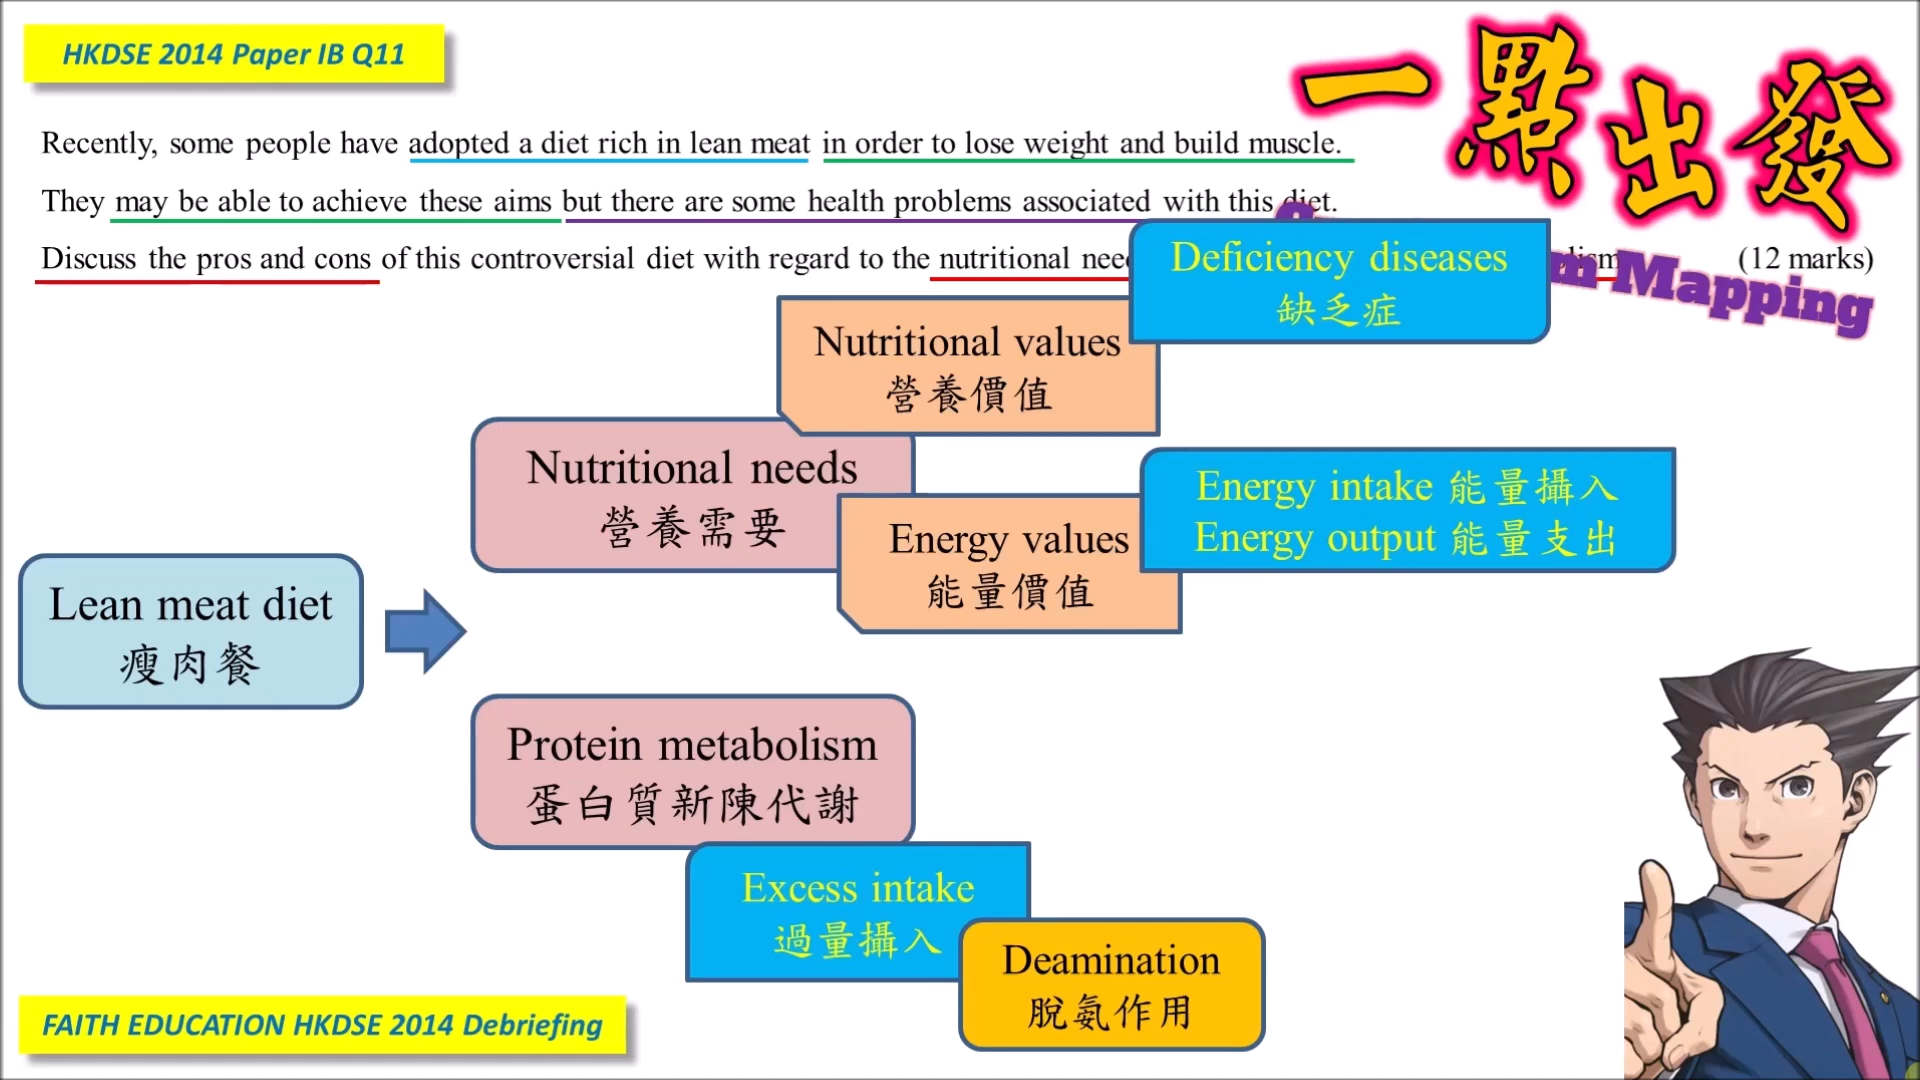 HKDSE 2014 Paper IB Q11
一點出發
Recently, some people have adopted a diet rich in lean meat in order to lose weight and build muscle.
They may be able to achieve these aims but there are some health problems associated with this diet.
Discuss the pros and cons of this controversial diet with regard to the nutritional (12 marks)
Mapping
Deficiency diseases
缺乏症
Nutritional values
營養價值
Nutritional needs
營養需要
Energy intake 能量攝入
Energy output 能量支出
Energy values
能量價值
Lean meat diet
瘦肉餐
Protein metabolism
蛋白質新陳代謝
Excess intake
過量攝入
Deamination
脫氨作用
FAITH EDUCATION HKDSE 2014 Debriefing